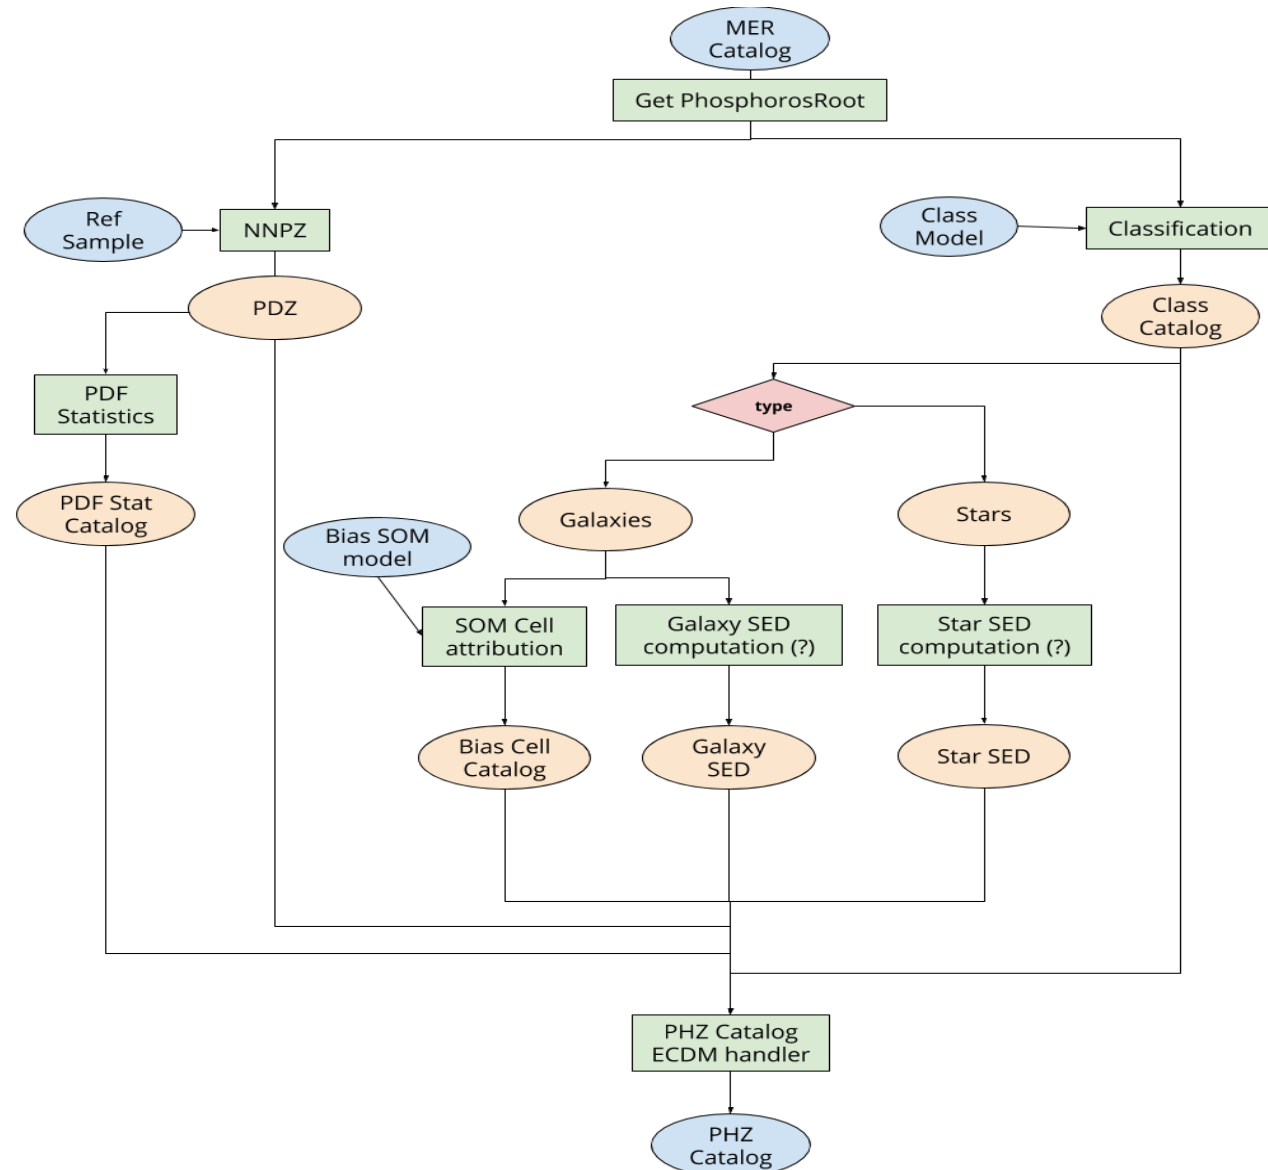 MER
Catalog
Get PhosphorosRoot
Ref
Sample
NNPZ
Class
Model
Classification
PDZ
Class
Catalog
PDF
Statistics
type
PDF Stat
Catalog
Galaxies
Stars
Bias SOM
model
SOM Cell
attribution
Galaxy SED
computation (?)
Star SED
computation (?)
Bias Cell
Catalog
Galaxy
SED
Star SED
PHZ Catalog
ECDM handler
PHZ
Catalog